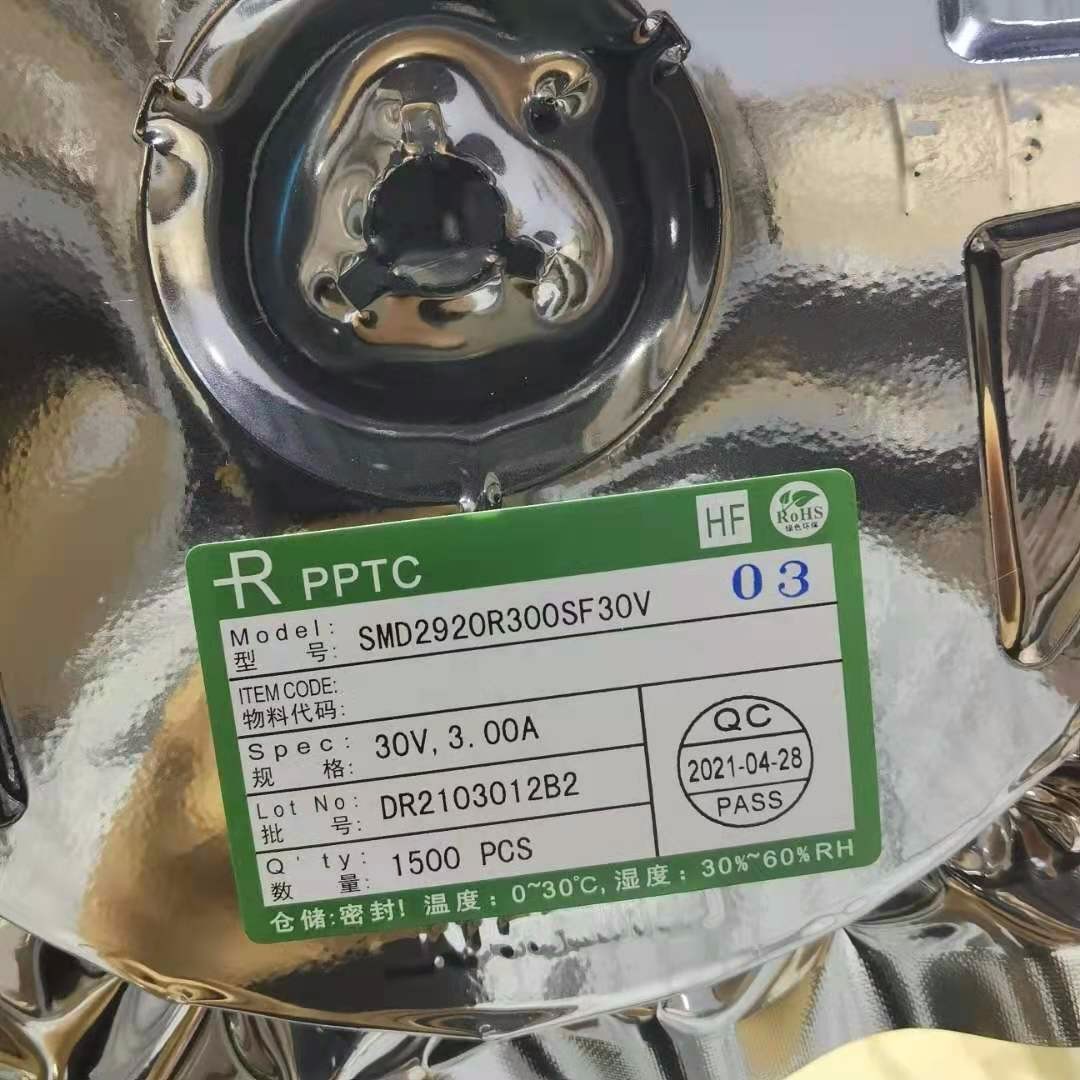 HF
RoHS
绿色环保
R PPTC
03
Model: SMD2920R300SF30V
型 号:
ITEM CODE:
物料代码:
Spec: 30V, 3.00A
规 格:
Lot No: DR2103012B2
批 号:
Q'ty: 1500 PCS
数 量:
QC
2021-04-28
PASS
仓储:密封! 温度: 0~30℃, 湿度: 30%~60%RH